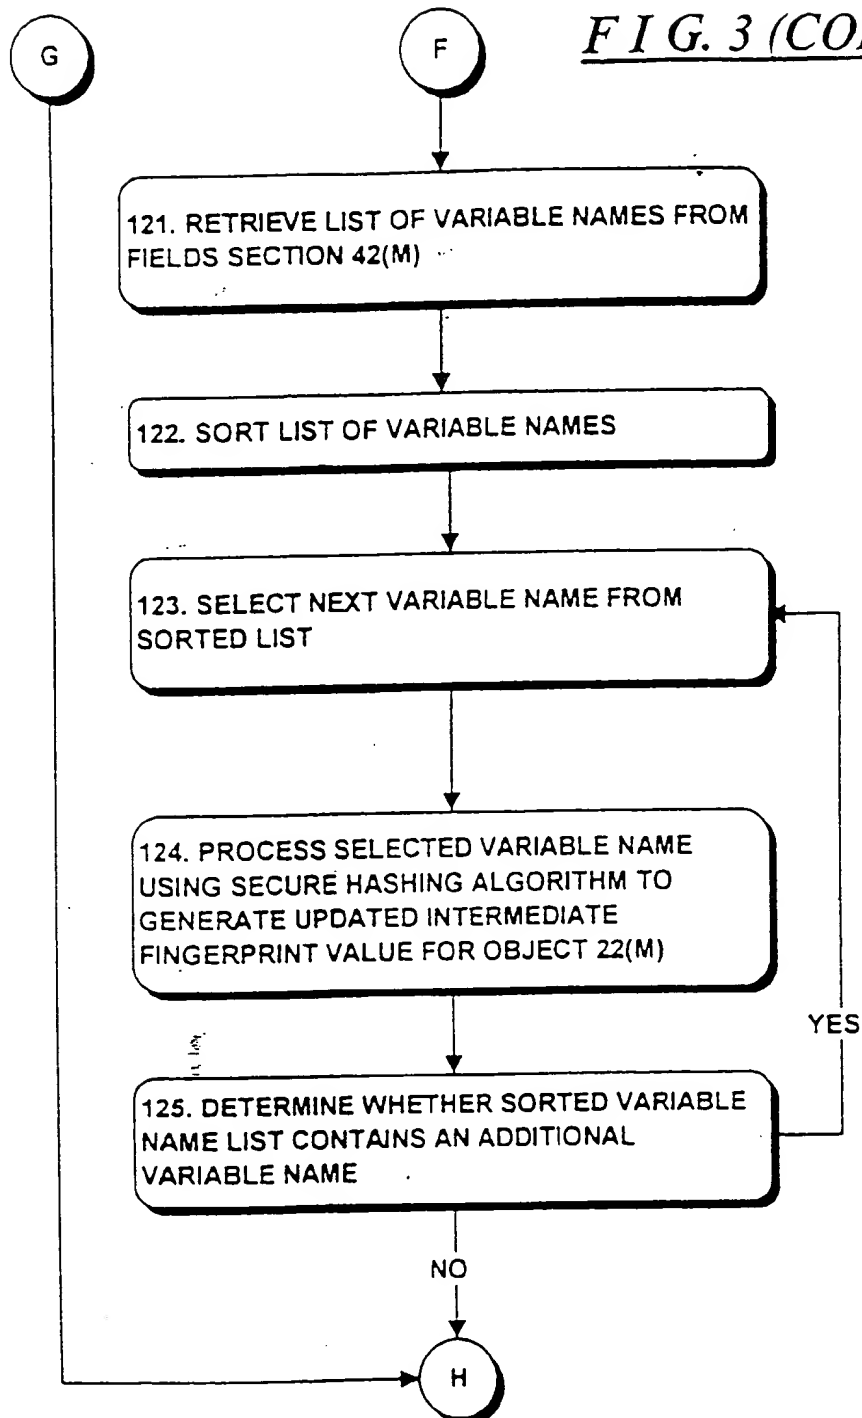 G
F
F I G. 3 (CO
121. RETRIEVE LIST OF VARIABLE NAMES FROM
FIELDS SECTION 42(M)
122. SORT LIST OF VARIABLE NAMES
123. SELECT NEXT VARIABLE NAME FROM
SORTED LIST
124. PROCESS SELECTED VARIABLE NAME
USING SECURE HASHING ALGORITHM TO
GENERATE UPDATED INTERMEDIATE
FINGERPRINT VALUE FOR OBJECT 22(M)
YES
125. DETERMINE WHETHER SORTED VARIABLE
NAME LIST CONTAINS AN ADDITIONAL
VARIABLE NAME
NO
H